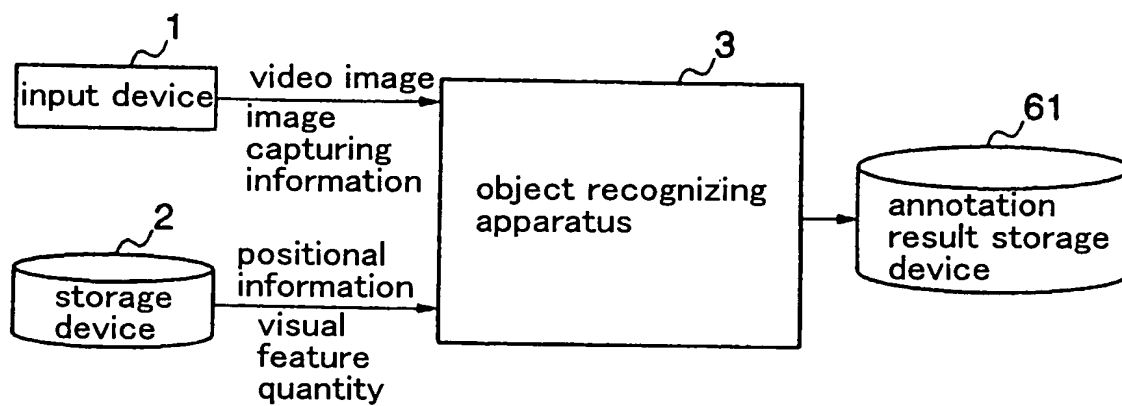 1
input device
video image
image
capturing
information
2
storage
device
positional
information
visual
feature
quantity
3
object recognizing
apparatus
61
annotation
result storage
device